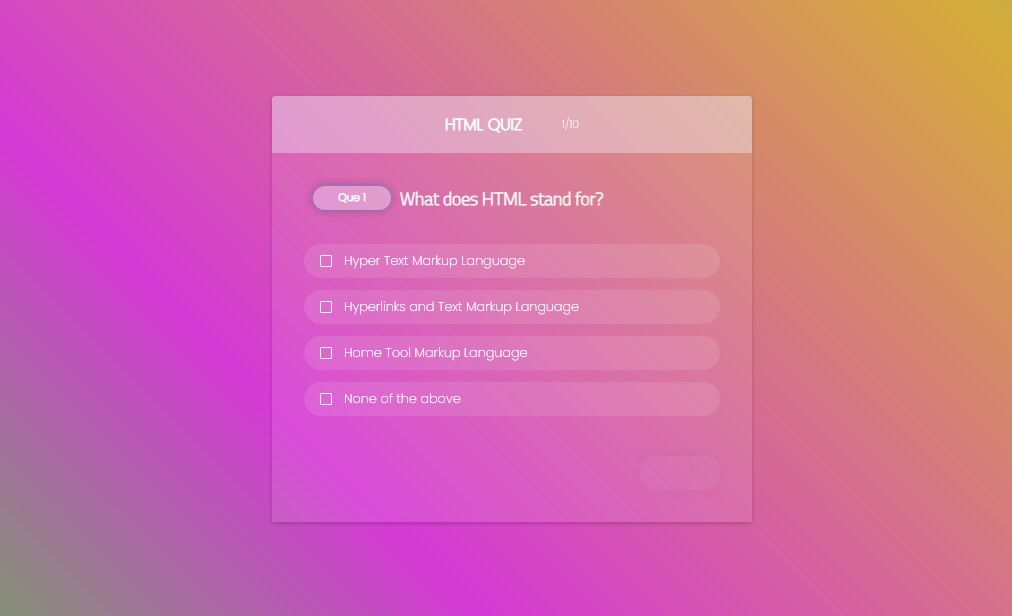 HTML QUIZ 1/10
Que 1 What does HTML stand for?
Hyper Text Markup Language
Hyperlinks and Text Markup Language
Home Tool Markup Language
None of the above